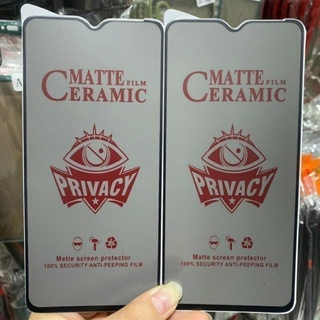 MATTE FILM
CERAMIC
PRIVACY
Matte screen protector
100% SECURITY ANTI-PEEPING FILM
MATTE FILM
CERAMIC
PRIVACY
Matte screen protector
100% SECURITY ANTI-PEEPING FILM